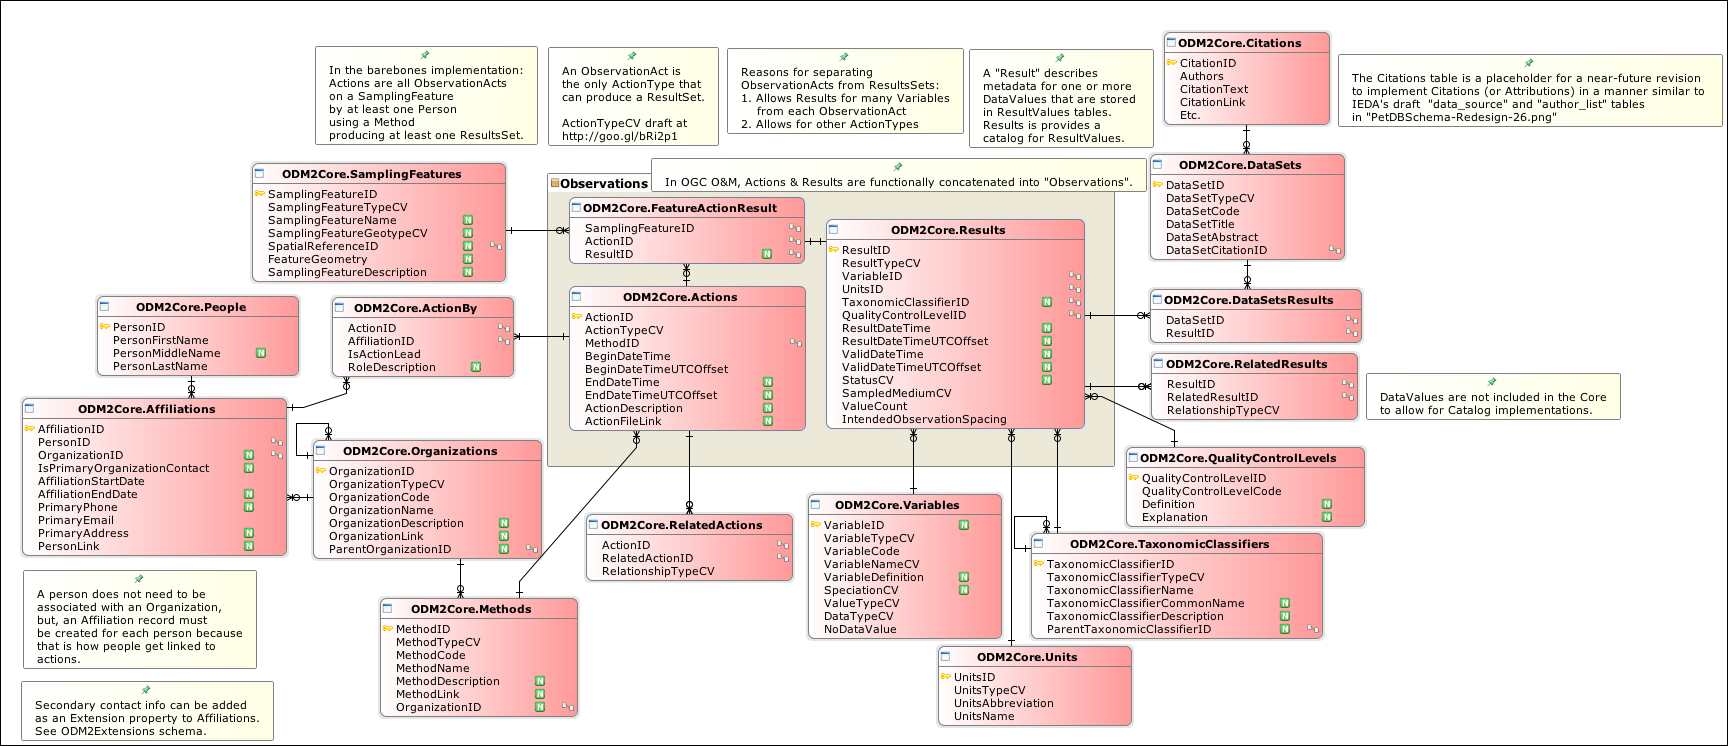 In the barebones implementation:
Actions are all ObservationActs
on a SamplingFeature
by at least one Person
using a Method
producing at least one ResultsSet.
An ObservationAct is
the only ActionType that
can produce a ResultSet.
ActionTypeCV draft at
http://goo.gl/bRi2p1
Reasons for separating
ObservationActs from ResultsSets:
1. Allows Results for many Variables
from each ObservationAct
2. Allows for other ActionTypes
A "Result" describes
metadata for one or more
DataValues that are stored
in ResultValues tables.
Results is provides a
catalog for ResultValues.
ODM2Core.Citations
CitationID
Authors
CitationText
CitationLink
Etc.
The Citations table is a placeholder for a near-future revision
to implement Citations (or Attributions) in a manner similar to
IEDA's draft "data_source" and "author_list" tables
in "PetDBSchema-Redesign-26.png"
ODM2Core.SamplingFeatures
SamplingFeatureID
SamplingFeatureTypeCV
SamplingFeatureName N
SamplingFeatureGeotypeCV N
SpatialReferenceID N
FeatureGeometry N
SamplingFeatureDescription N
Observations
In OGC O&M, Actions & Results are functionally concatenated into "Observations".
ODM2Core.FeatureActionResult
SamplingFeatureID
ActionID
ResultID N
ODM2Core.Results
ResultID
ResultTypeCV
VariableID
UnitsID
TaxonomicClassifierID N
QualityControlLevelID
ResultDateTime N
ResultDateTimeUTCOffset N
ValidDateTime N
ValidDateTimeUTCOffset N
StatusCV N
SampledMediumCV
ValueCount
IntendedObservationSpacing
ODM2Core.DataSets
DataSetID
DataSetTypeCV
DataSetCode
DataSetTitle
DataSetAbstract
DataSetCitationID
ODM2Core.People
PersonID
PersonFirstName
PersonMiddleName N
PersonLastName
ODM2Core.ActionBy
ActionID
AffiliationID
IsActionLead
RoleDescription N
ODM2Core.Actions
ActionID
ActionTypeCV
MethodID
BeginDateTime
BeginDateTimeUTCOffset
EndDateTime N
EndDateTimeUTCOffset N
ActionDescription N
ActionFileLink N
ODM2Core.DataSetsResults
DataSetID
ResultID
ODM2Core.RelatedResults
ResultID
RelatedResultID
RelationshipTypeCV
DataValues are not included in the Core
to allow for Catalog implementations.
ODM2Core.Affiliations
AffiliationID
PersonID
OrganizationID N
IsPrimaryOrganizationContact N
AffiliationStartDate
AffiliationEndDate N
PrimaryPhone N
PrimaryEmail
PrimaryAddress N
PersonLink N
ODM2Core.Organizations
OrganizationID
OrganizationTypeCV
OrganizationCode
OrganizationName
OrganizationDescription N
OrganizationLink N
ParentOrganizationID N
ODM2Core.QualityControlLevels
QualityControlLevelID
QualityControlLevelCode
Definition N
Explanation N
ODM2Core.RelatedActions
ActionID
RelatedActionID
RelationshipTypeCV
ODM2Core.Variables
VariableID N
VariableTypeCV
VariableCode
VariableNameCV
VariableDefinition N
SpeciationCV N
ValueTypeCV
DataTypeCV
NoDataValue
ODM2Core.TaxonomicClassifiers
TaxonomicClassifierID
TaxonomicClassifierTypeCV
TaxonomicClassifierName
TaxonomicClassifierCommonName N
TaxonomicClassifierDescription N
ParentTaxonomicClassifierID N
A person does not need to be
associated with an Organization,
but, an Affiliation record must
be created for each person because
that is how people get linked to
actions.
ODM2Core.Methods
MethodID
MethodTypeCV
MethodCode
MethodName
MethodDescription N
MethodLink N
OrganizationID N
ODM2Core.Units
UnitsID
UnitsTypeCV
UnitsAbbreviation
UnitsName
Secondary contact info can be added
as an Extension property to Affiliations.
See ODM2Extensions schema.